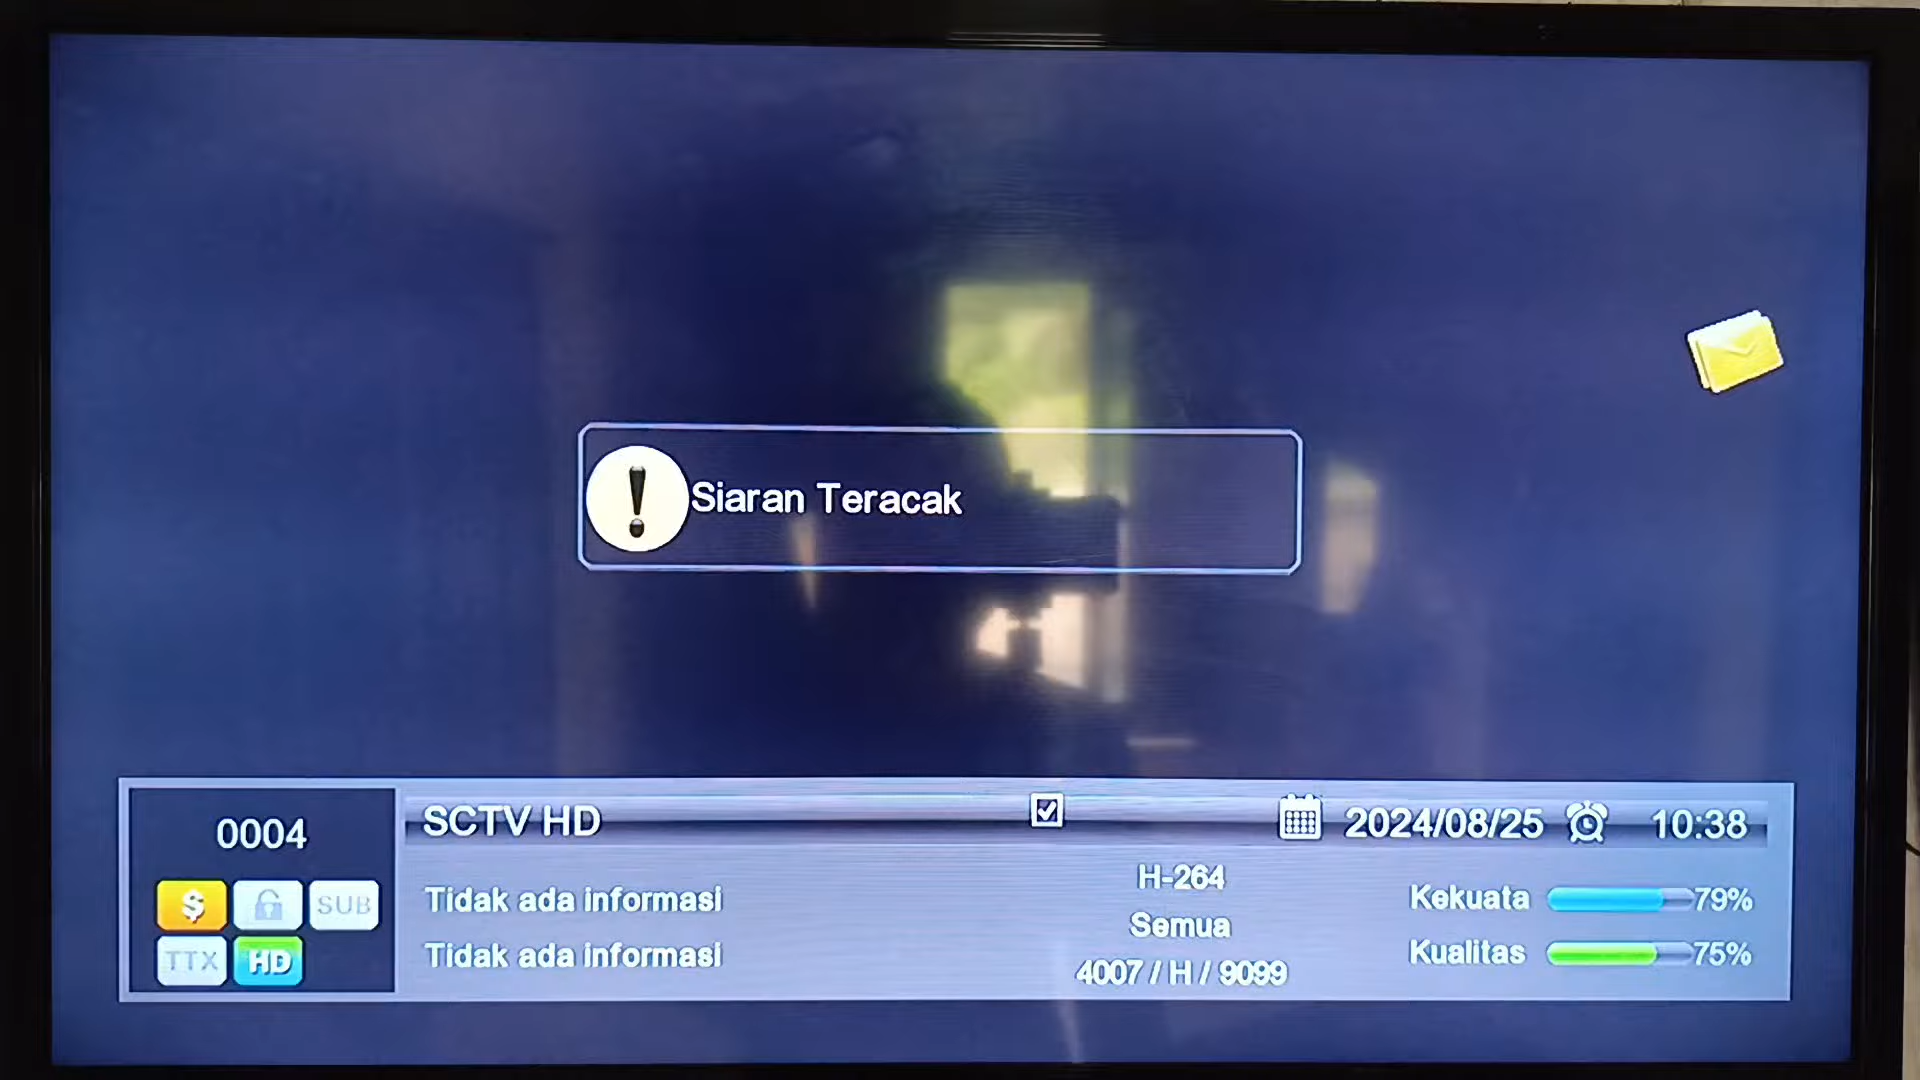 Siaran Teracak
0004
SCTV HD
2024/08/25
10:38
$
SUB
TTX
HD
Tidak ada informasi
Tidak ada informasi
H-264
Semua
4007 / H / 9099
Kekuata 79%
Kualitas 75%